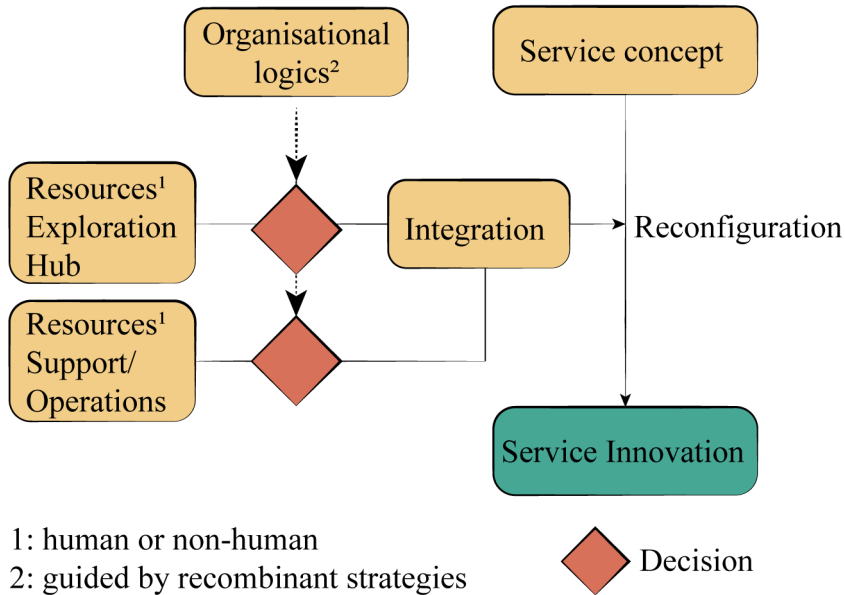 Organisational
logics²
Service concept
Resources¹
Exploration
Hub
Integration
Reconfiguration
Resources¹
Support/
Operations
Service Innovation
1: human or non-human
2: guided by recombinant strategies
Decision